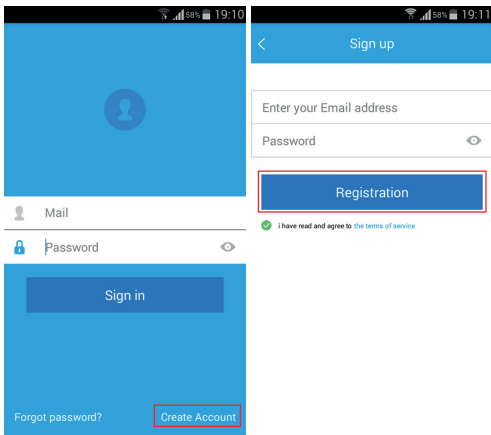 58% 19:10
Mail
Password
Sign in
Forgot password? Create Account
58% 19:11
Sign up
Enter your Email address
Password
Registration
i have read and agree to the terms of service